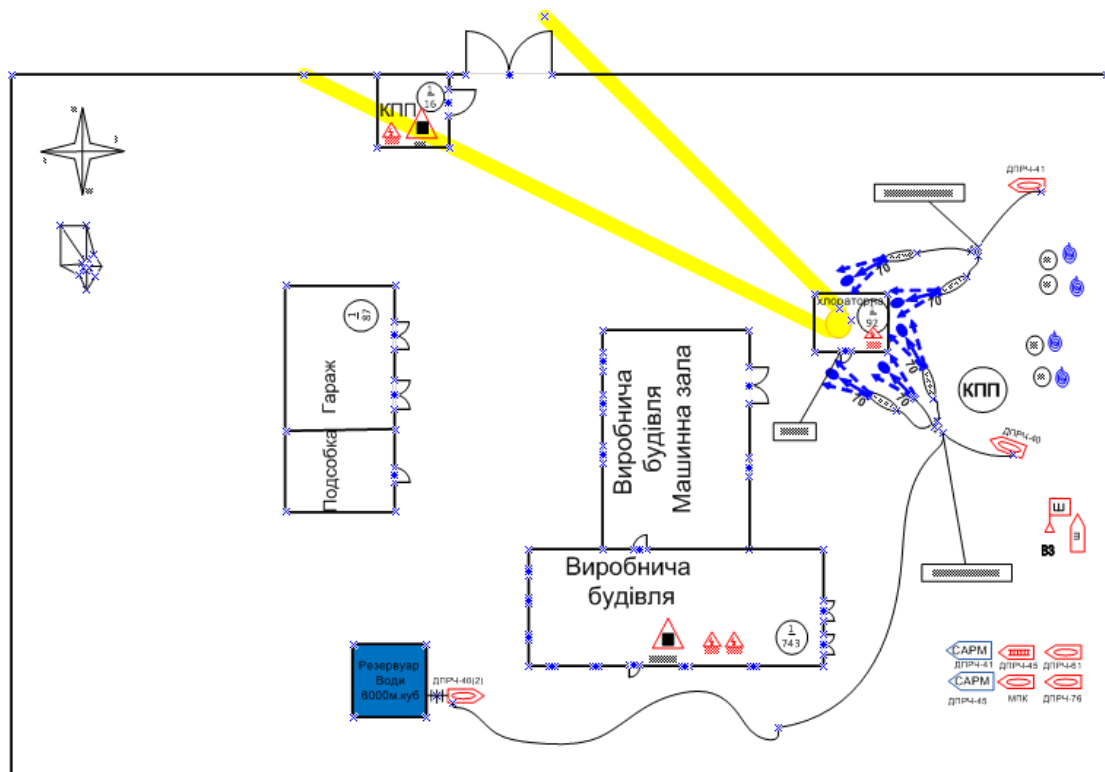 КПП
1
16
ДПРЧ-41
70
70
хлораторна
1
92
1
87
Гараж
Подсобка
Виробнича
будівля
Машинна зала
70
70
КПП
ДПРЧ-40
Ш
Ш
ВЗ
Виробнича
будівля
1
743
Резервуар
Води
6000м.куб
ДПРЧ-40(2)
САРМ
ДПРЧ-41
ДПРЧ-45
ДПРЧ-61
САРМ
ДПРЧ-45
МПК
ДПРЧ-76